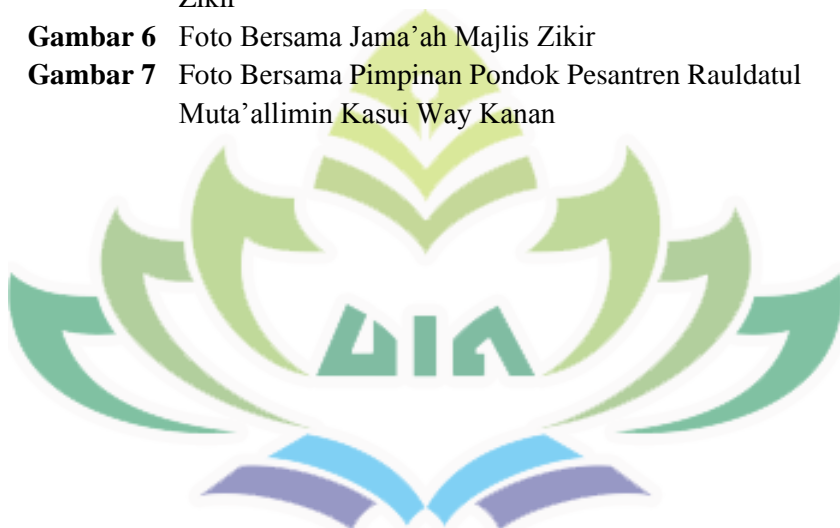 Zikir
Gambar 6 Foto Bersama Jama’ah Majlis Zikir
Gambar 7 Foto Bersama Pimpinan Pondok Pesantren Rauldatul
Muta’allimin Kasui Way Kanan